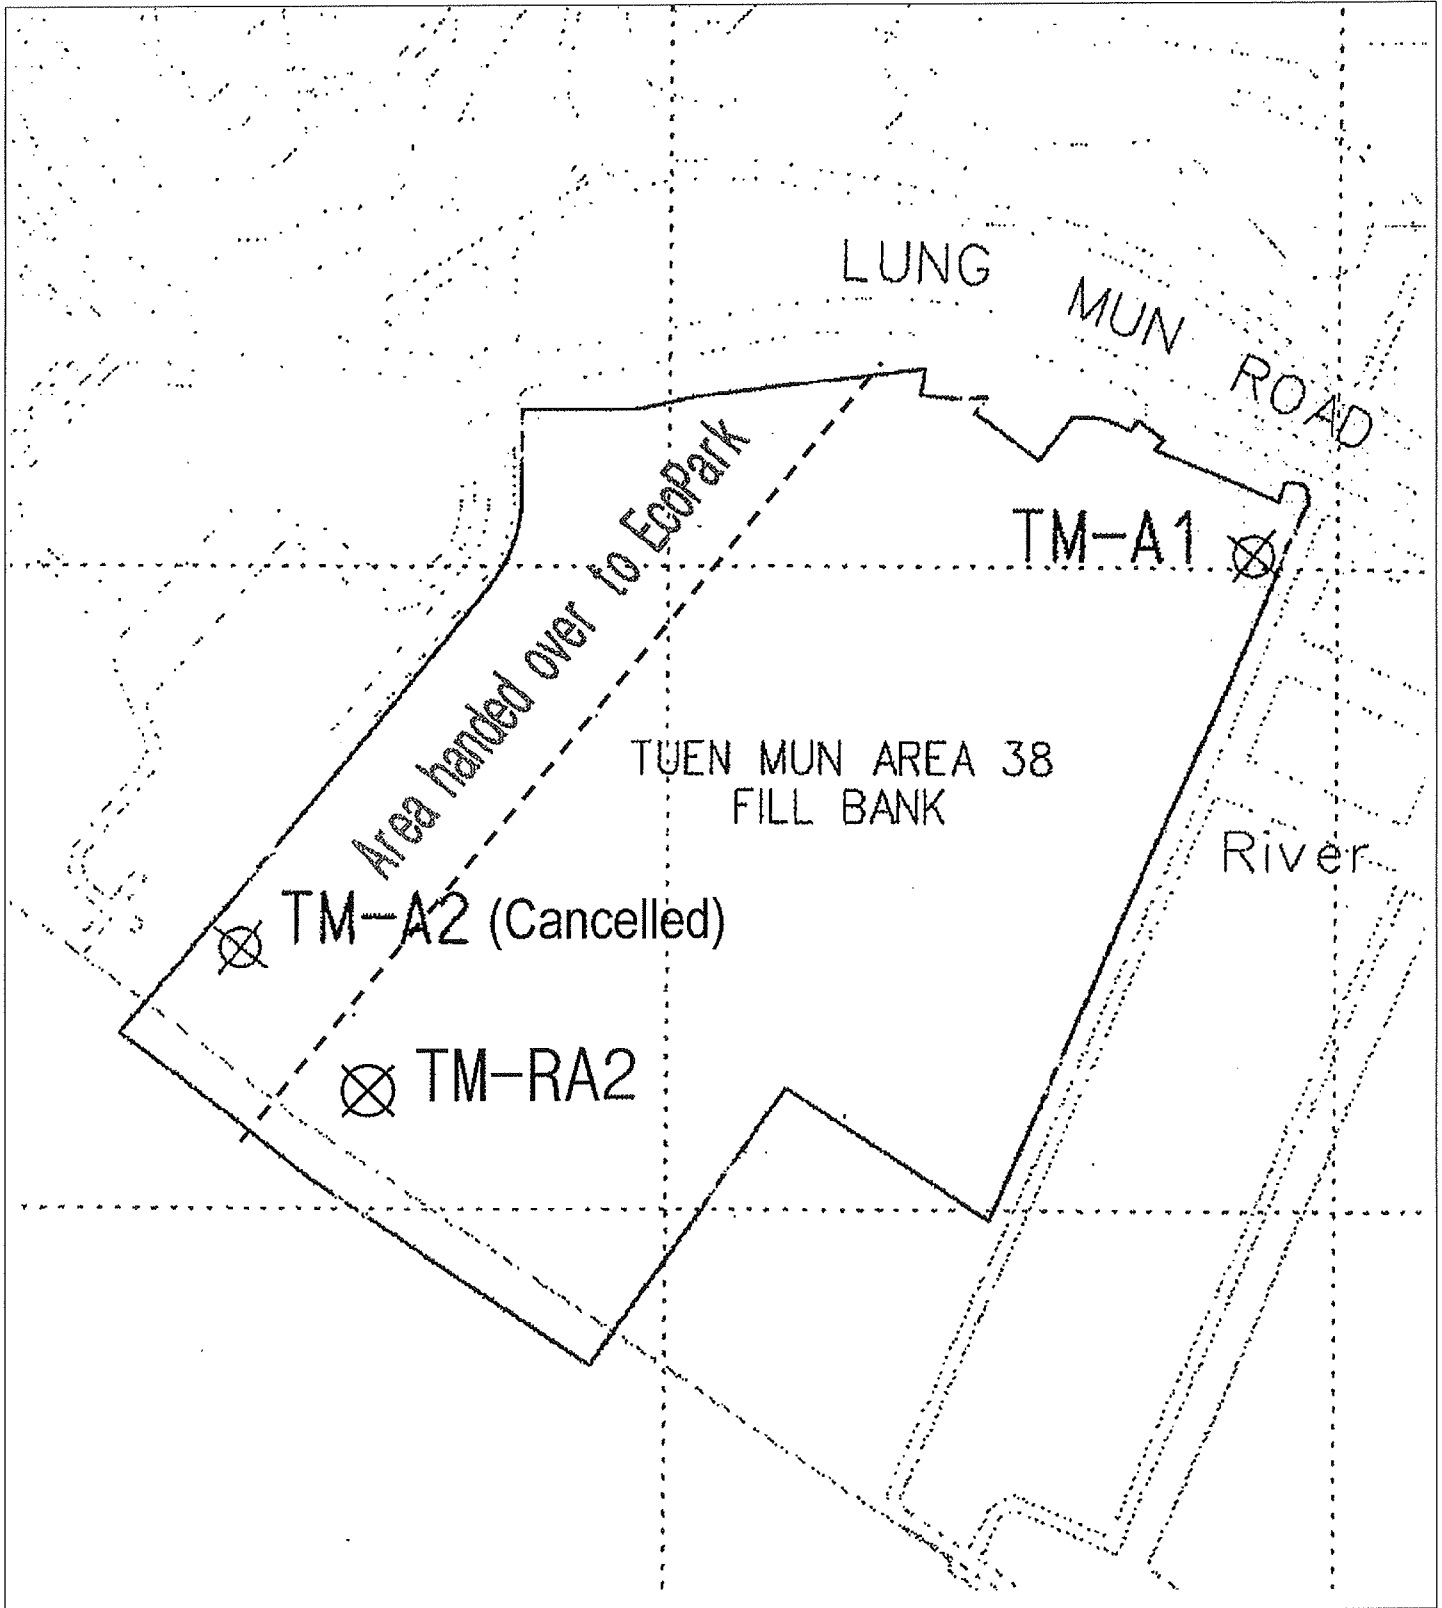 LUNG MUN ROAD
TM-A1
Area handed over to EcoPark
TUEN MUN AREA 38
FILL BANK
River
TM-A2 (Cancelled)
TM-RA2